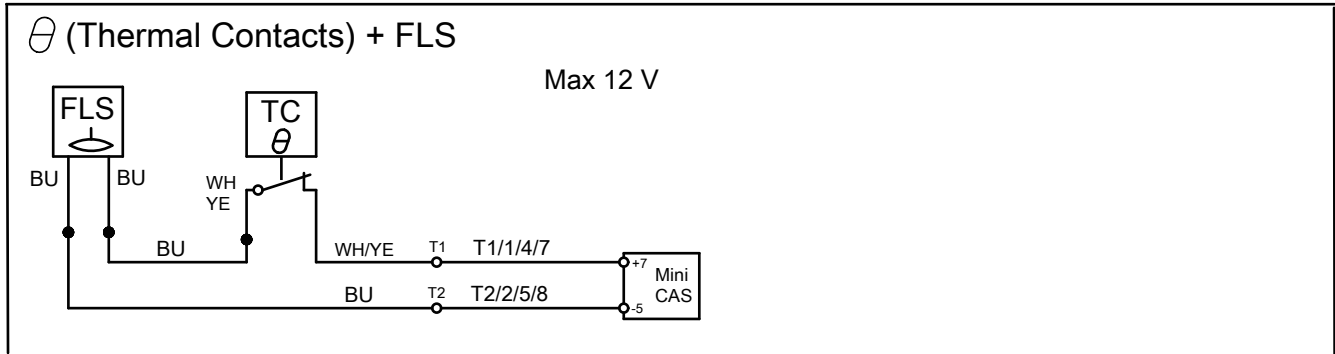 θ (Thermal Contacts) + FLS
Max 12 V
FLS
TC
θ
BU
BU
WH
YE
BU
WH/YE
T1
T1/1/4/7
+7
Mini
CAS
BU
T2
T2/2/5/8
-5